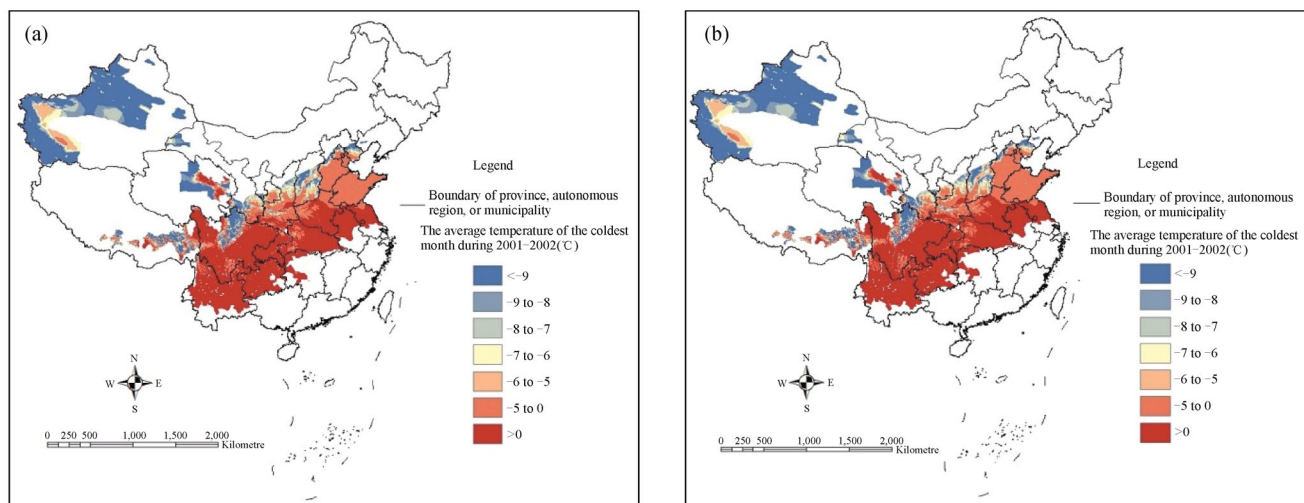 (a)
Legend
Boundary of province, autonomous
region, or municipality
The average temperature of the coldest
month during 2001−2002(℃)
<−9
−9 to −8
−8 to −7
−7 to −6
−6 to −5
−5 to 0
>0
N
W E
S
0 250 500 1,000 1,500 2,000
Kilometre
(b)
Legend
Boundary of province, autonomous
region, or municipality
The average temperature of the coldest
month during 2001−2002(℃)
<−9
−9 to −8
−8 to −7
−7 to −6
−6 to −5
−5 to 0
>0
N
W E
S
0 250 500 1,000 1,500 2,000
Kilometre